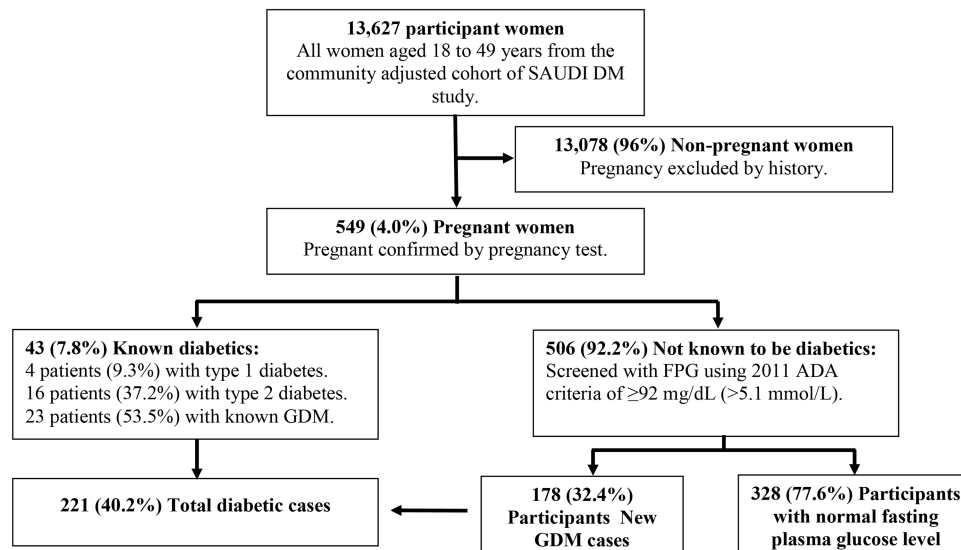 13,627 participant women
All women aged 18 to 49 years from the
community adjusted cohort of SAUDI DM
study.
13,078 (96%) Non-pregnant women
Pregnancy excluded by history.
549 (4.0%) Pregnant women
Pregnant confirmed by pregnancy test.
43 (7.8%) Known diabetics:
4 patients (9.3%) with type 1 diabetes.
16 patients (37.2%) with type 2 diabetes.
23 patients (53.5%) with known GDM.
506 (92.2%) Not known to be diabetics:
Screened with FPG using 2011 ADA
criteria of ≥92 mg/dL (>5.1 mmol/L).
221 (40.2%) Total diabetic cases
178 (32.4%)
Participants New
GDM cases
328 (77.6%) Participants
with normal fasting
plasma glucose level